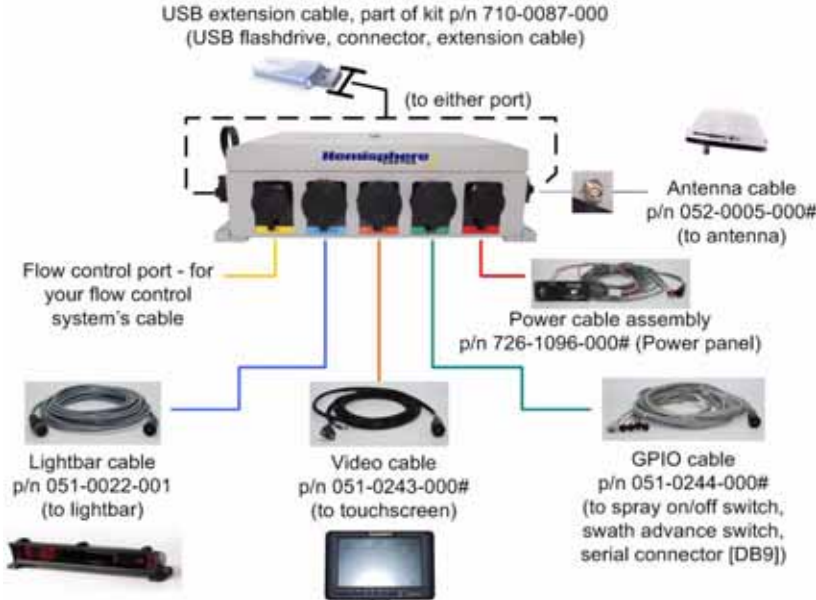 USB extension cable, part of kit p/n 710-0087-000
(USB flashdrive, connector, extension cable)
(to either port)
Hemisphere
Antenna cable
p/n 052-0005-000#
(to antenna)
Flow control port - for
your flow control
system's cable
Power cable assembly
p/n 726-1096-000# (Power panel)
Lightbar cable
p/n 051-0022-001
(to lightbar)
Video cable
p/n 051-0243-000#
(to touchscreen)
GPIO cable
p/n 051-0244-000#
(to spray on/off switch,
swath advance switch,
serial connector [DB9])